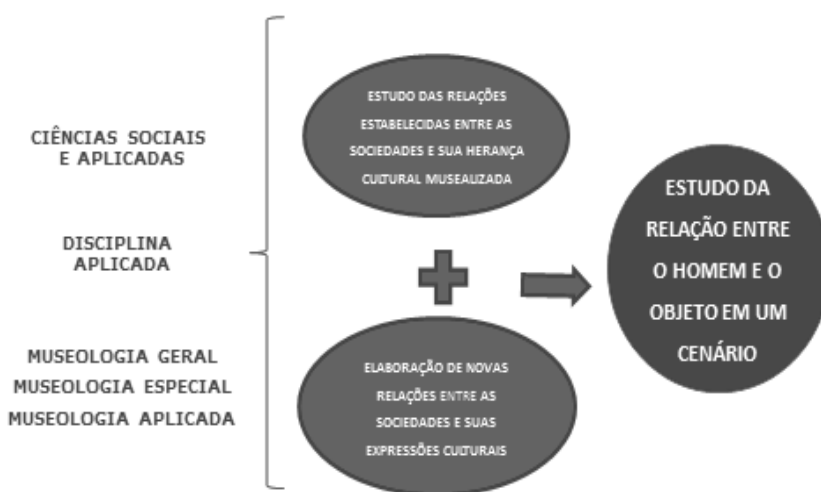 CIÊNCIAS SOCIAIS
E APLICADAS
DISCIPLINA
APLICADA
MUSEOLOGIA GERAL
MUSEOLOGIA ESPECIAL
MUSEOLOGIA APLICADA
ESTUDO DAS RELAÇÕES
ESTABELECIDAS ENTRE AS
SOCIEDADES E SUA HERANÇA
CULTURAL MUSEALIZADA
ELABORAÇÃO DE NOVAS
RELAÇÕES ENTRE AS
SOCIEDADES E SUAS
EXPRESSÕES CULTURAIS
ESTUDO DA
RELAÇÃO ENTRE
O HOMEM E O
OBJETO EM UM
CENÁRIO